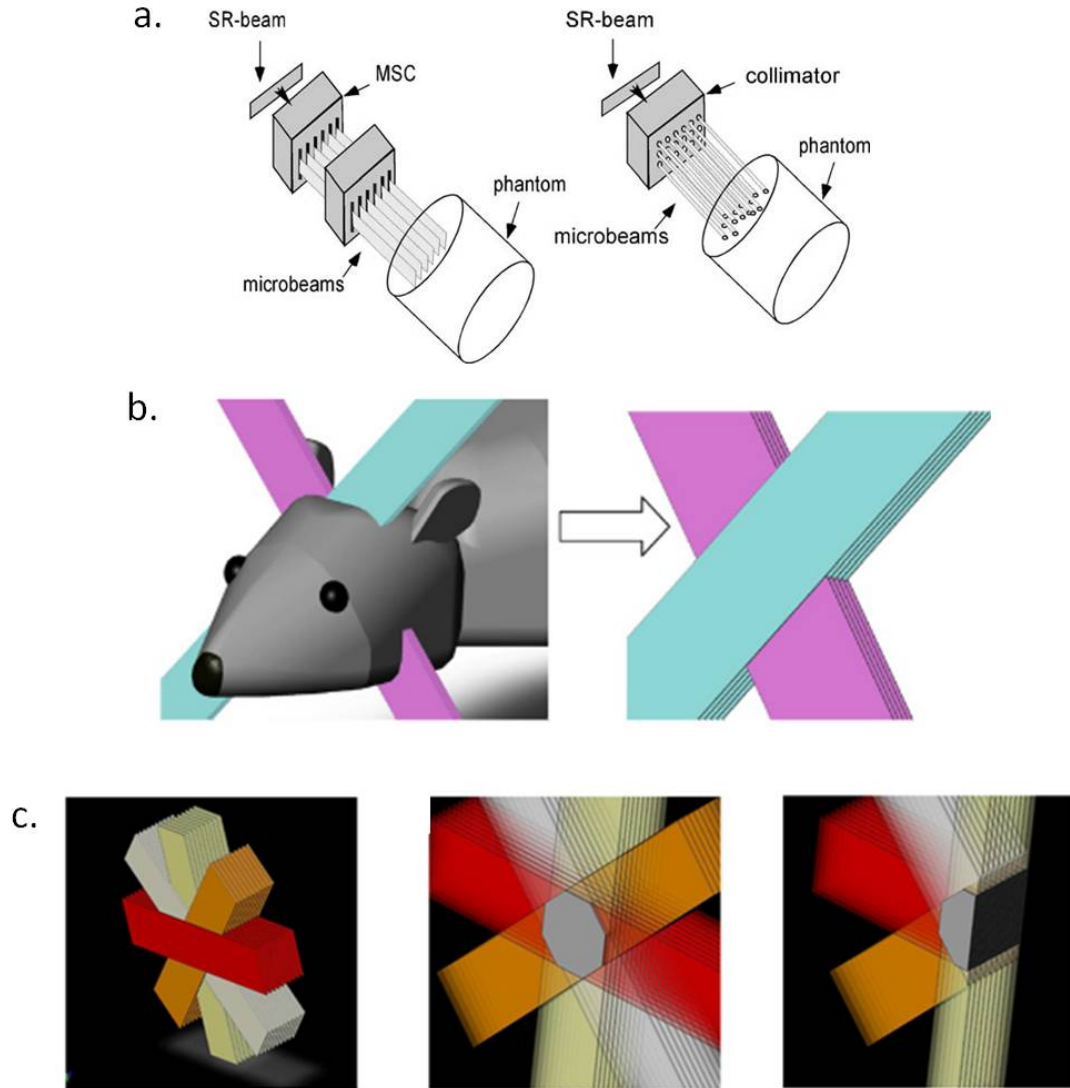 a.
SR-beam
MSC
phantom
microbeams
SR-beam
collimator
phantom
microbeams
b.
c.